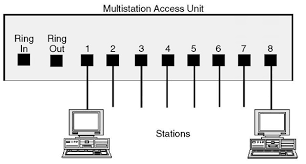 Multistation Access Unit
Ring In
Ring Out
1 2 3 4 5 6 7 8
Stations